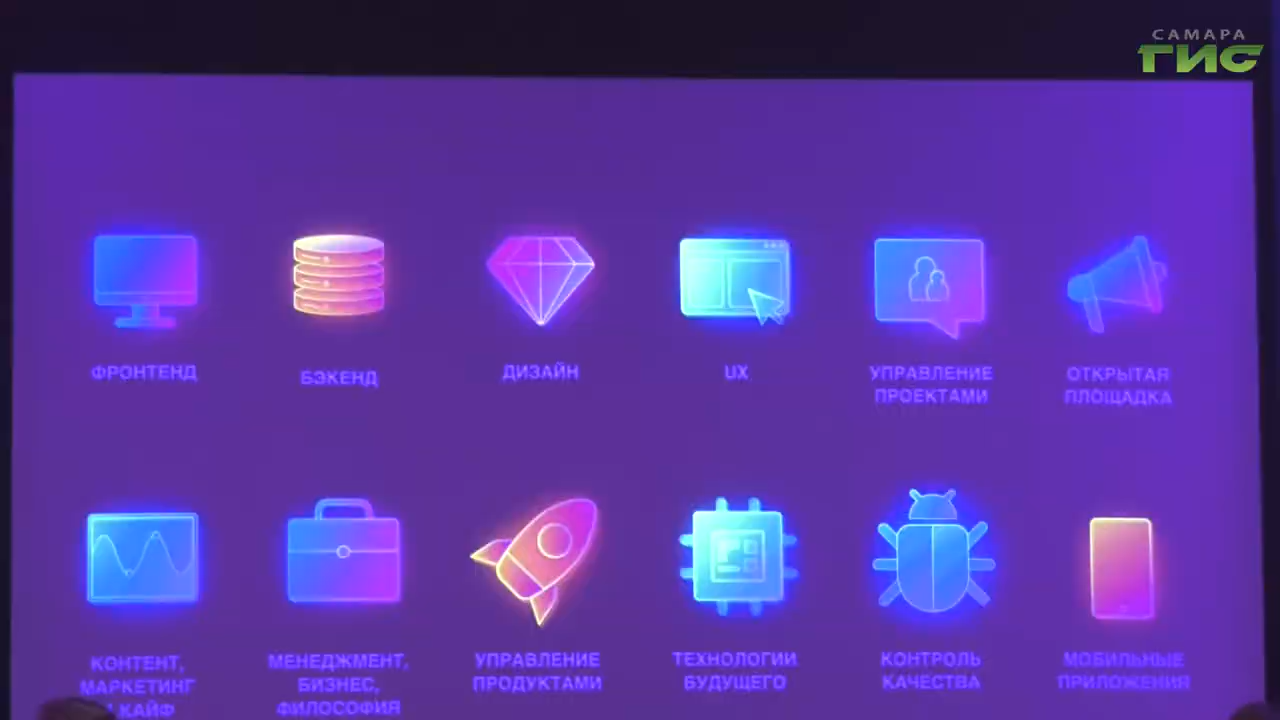 САМАРА
ГИС
ФРОНТЕНД
БЭКЕНД
ДИЗАЙН
UX
УПРАВЛЕНИЕ
ПРОЕКТАМИ
ОТКРЫТАЯ
ПЛОЩАДКА
КОНТЕНТ,
МАРКЕТИНГ
И КАЙФ
МЕНЕДЖМЕНТ,
БИЗНЕС,
ФИЛОСОФИЯ
УПРАВЛЕНИЕ
ПРОДУКТАМИ
ТЕХНОЛОГИИ
БУДУЩЕГО
КОНТРОЛЬ
КАЧЕСТВА
МОБИЛЬНЫЕ
ПРИЛОЖЕНИЯ